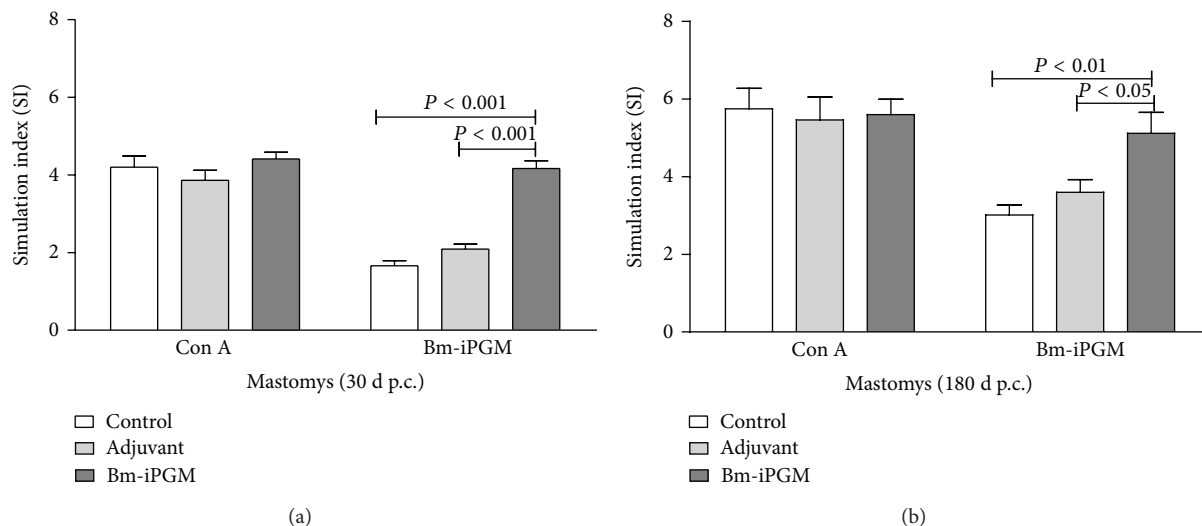 8
6
4
2
0
Simulation index (SI)
P < 0.001
P < 0.001
Con A
Bm-iPGM
Mastomys (30 d p.c.)
Control
Adjuvant
Bm-iPGM
(a)
8
6
4
2
0
Simulation index (SI)
P < 0.01
P < 0.05
Con A
Bm-iPGM
Mastomys (180 d p.c.)
Control
Adjuvant
Bm-iPGM
(b)